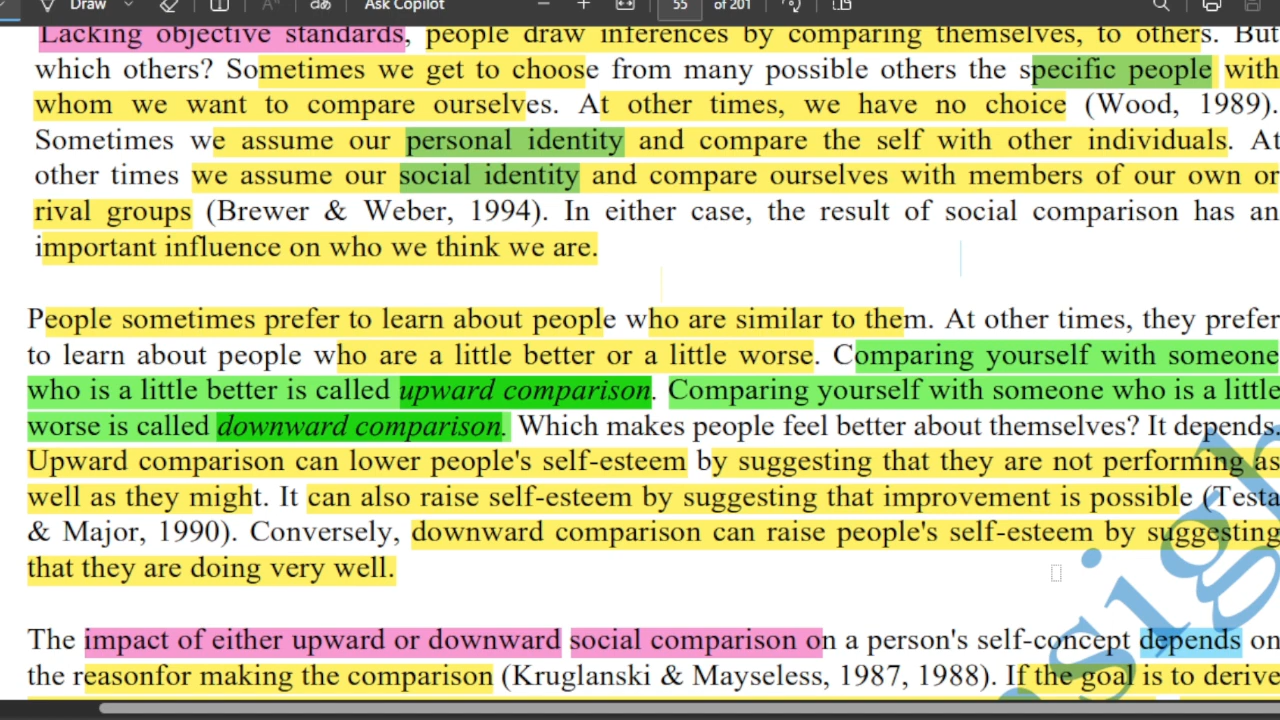 Draw
Ask Copilot
55 of 201
Lacking objective standards, people draw inferences by comparing themselves, to others. But
which others? Sometimes we get to choose from many possible others the specific people with
whom we want to compare ourselves. At other times, we have no choice (Wood, 1989).
Sometimes we assume our personal identity and compare the self with other individuals. At
other times we assume our social identity and compare ourselves with members of our own or
rival groups (Brewer & Weber, 1994). In either case, the result of social comparison has an
important influence on who we think we are.
People sometimes prefer to learn about people who are similar to them. At other times, they prefer
to learn about people who are a little better or a little worse. Comparing yourself with someone
who is a little better is called upward comparison. Comparing yourself with someone who is a little
worse is called downward comparison. Which makes people feel better about themselves? It depends.
Upward comparison can lower people's self-esteem by suggesting that they are not performing as
well as they might. It can also raise self-esteem by suggesting that improvement is possible (Testa
& Major, 1990). Conversely, downward comparison can raise people's self-esteem by suggesting
that they are doing very well.
The impact of either upward or downward social comparison on a person's self-concept depends on
the reasonfor making the comparison (Kruglanski & Mayseless, 1987, 1988). If the goal is to derive